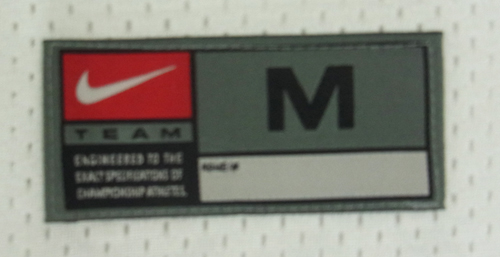 TEAM
M
ENGINEERED TO THE
EXACT SPECIFICATIONS OF
CHAMPIONSHIP ATHLETES.